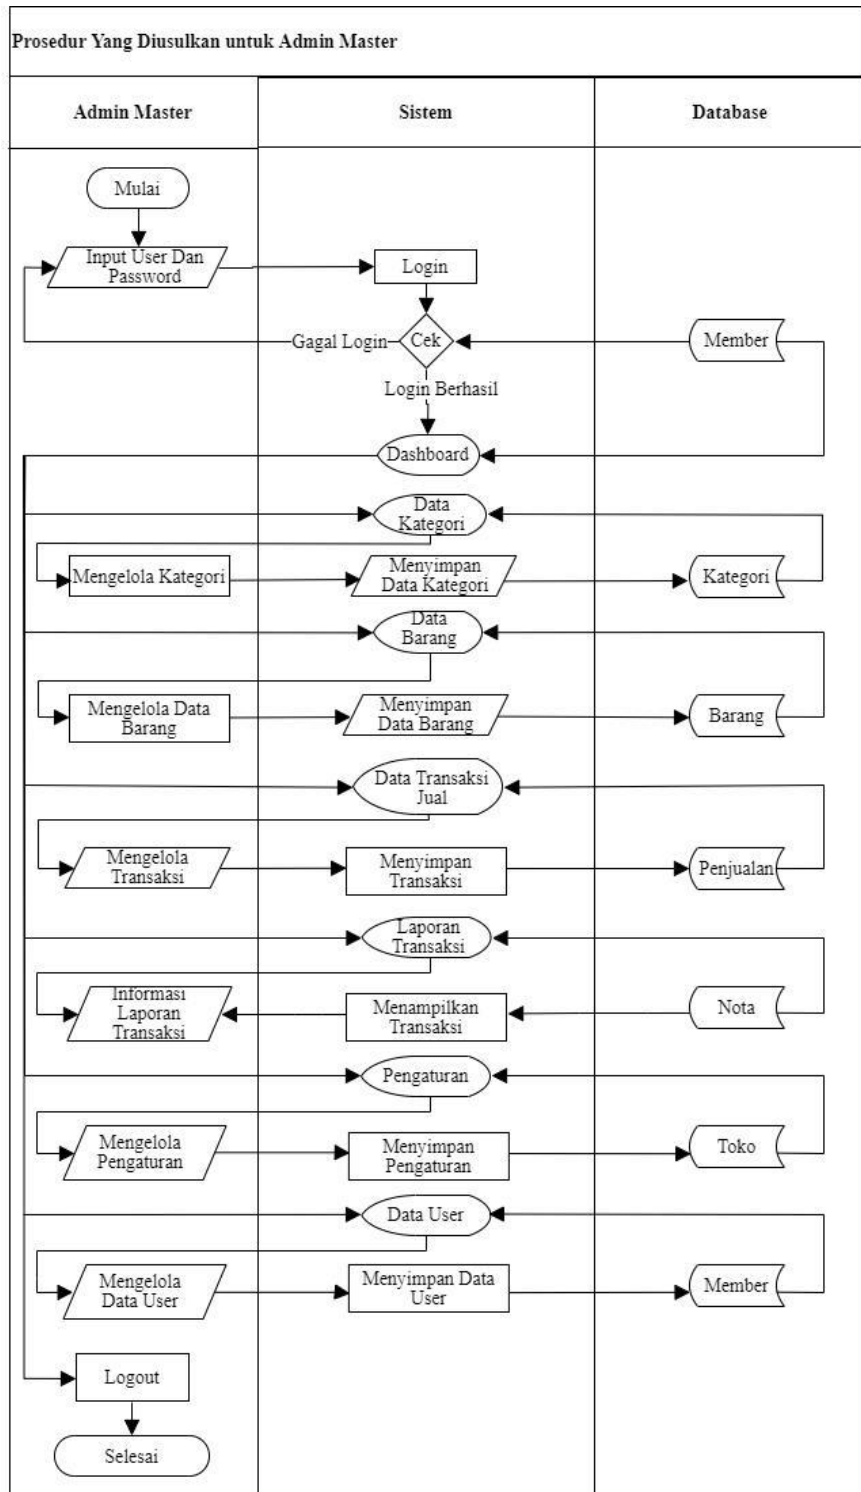 Prosedur Yang Diusulkan untuk Admin Master
Admin Master
Sistem
Database
Mulai
Input User Dan
Password
Login
Gagal Login
Cek
Member
Login Berhasil
Dashboard
Data
Kategori
Mengelola Kategori
Menyimpan
Data Kategori
Kategori
Data
Barang
Mengelola Data
Barang
Menyimpan
Data Barang
Barang
Data Transaksi
Jual
Mengelola
Transaksi
Menyimpan
Transaksi
Penjualan
Laporan
Transaksi
Informasi
Laporan
Transaksi
Menampilkan
Transaksi
Nota
Pengaturan
Mengelola
Pengaturan
Menyimpan
Pengaturan
Toko
Data User
Mengelola
Data User
Menyimpan Data
User
Member
Logout
Selesai